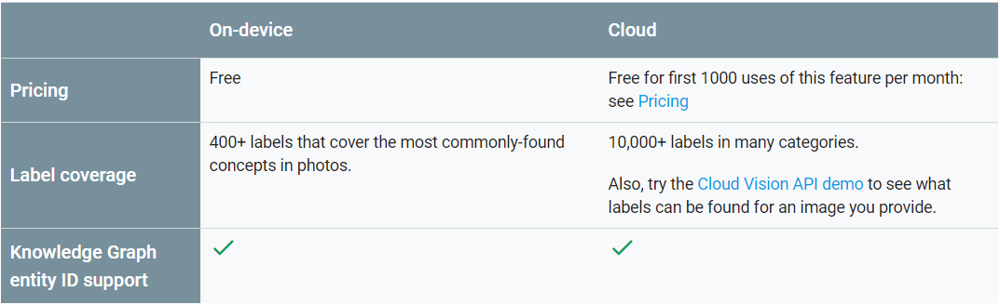 On-device
Cloud
Pricing
Free
Free for first 1000 uses of this feature per month:
see Pricing
Label coverage
400+ labels that cover the most commonly-found
concepts in photos.
10,000+ labels in many categories.
Also, try the Cloud Vision API demo to see what
labels can be found for an image you provide.
Knowledge Graph
entity ID support